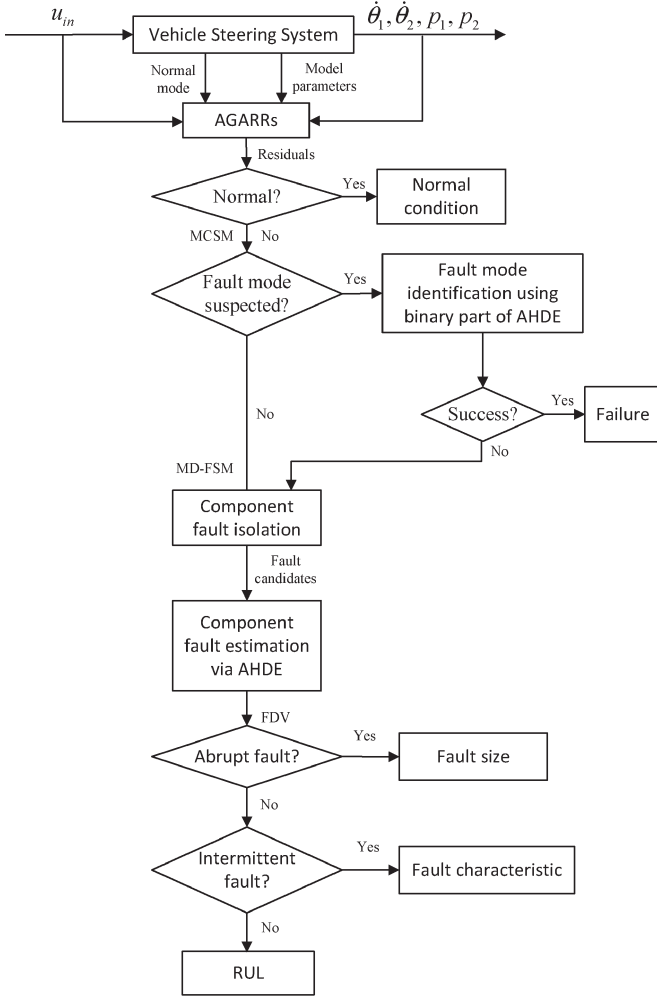 u_in
θ̇₁, θ̇₂, p₁, p₂
Vehicle Steering System
Normal
mode
Model
parameters
AGARRs
Residuals
Normal?
Yes
Normal
condition
MCSM
No
Fault mode
suspected?
Yes
Fault mode
identification using
binary part of AHDE
Success?
Yes
Failure
No
No
MD-FSM
Component
fault isolation
Fault
candidates
Component
fault estimation
via AHDE
FDV
Abrupt fault?
Yes
Fault size
No
Intermittent
fault?
Yes
Fault characteristic
No
RUL